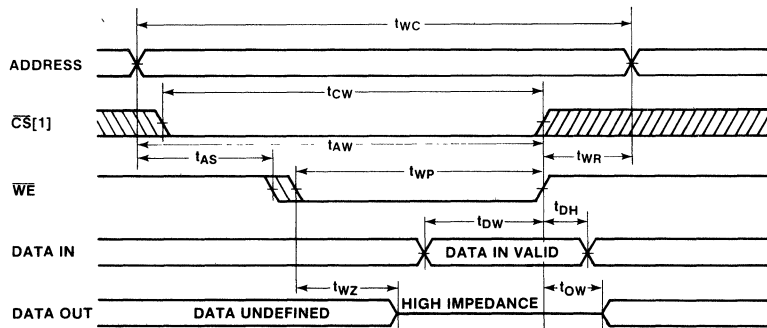 tWC
ADDRESS
tCW
CS[1]
tAW
tAS
tWR
tWP
WE
tDW
tDH
DATA IN
DATA IN VALID
tWZ
HIGH IMPEDANCE
tOW
DATA OUT
DATA UNDEFINED